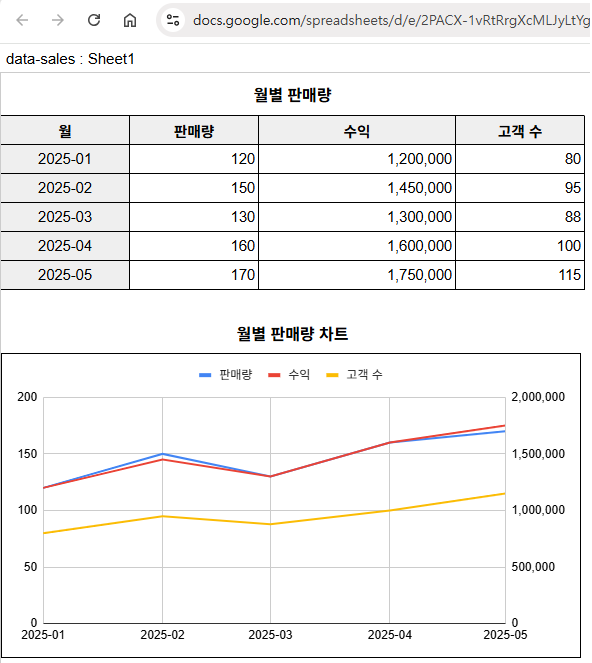 docs.google.com/spreadsheets/d/e/2PACX-1vRtRrgXcMLJyLtYg
data-sales : Sheet1
월별 판매량
월 판매량 수익 고객 수
2025-01 120 1,200,000 80
2025-02 150 1,450,000 95
2025-03 130 1,300,000 88
2025-04 160 1,600,000 100
2025-05 170 1,750,000 115
월별 판매량 차트
판매량 수익 고객 수
200 2,000,000
150 1,500,000
100 1,000,000
50 500,000
0 0
2025-01 2025-02 2025-03 2025-04 2025-05